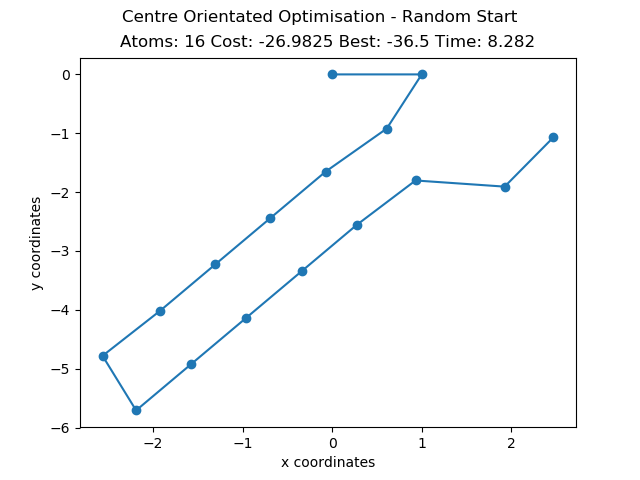 Centre Orientated Optimisation - Random Start
Atoms: 16 Cost: -26.9825 Best: -36.5 Time: 8.282
0
−1
−2
−3
−4
−5
−6
y coordinates
−2 −1 0 1 2
x coordinates